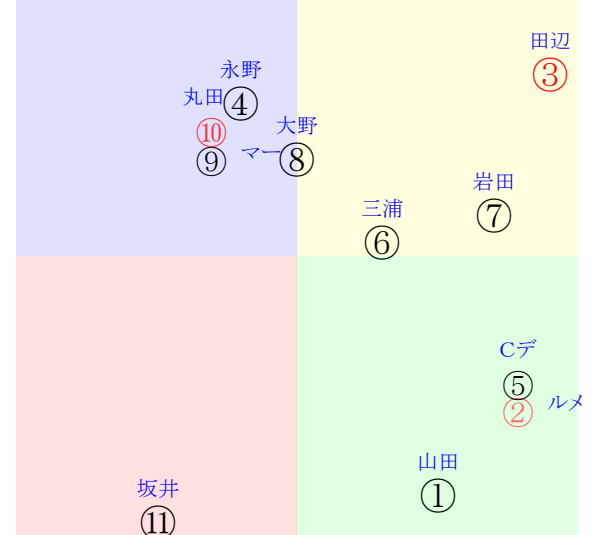 田辺
③
永野
④
丸田
⑩
⑨
マー
大野
⑧
岩田
⑦
三浦
⑥
Cデ
⑤
②
ルメ
山田
①
坂井
⑪